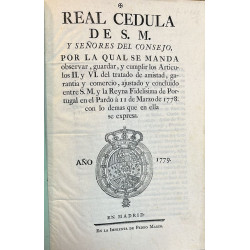 REAL CEDULA
DE S. M.
Y SEÑORES DEL CONSEJO,
POR LA QUAL SE MANDA
observar, guardar, y cumplir los Articu-
los II. y VI. del tratado de amistad, ga-
rantia y comercio, ajustado y concluido
entre S. M. y la Reyna Fidelisima de Por-
tugal en el Pardo à 11 de Marzo de 1778.
con lo demas que en ella
se expresa.
AÑO 1779.
EN MADRID.
EN LA IMPRENTA DE PEDRO MARIN.